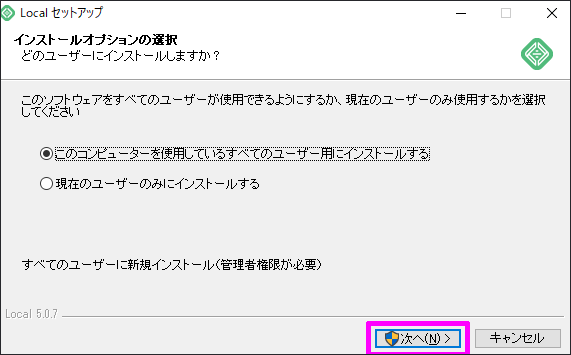 Local セットアップ
インストールオプションの選択
どのユーザーにインストールしますか？
このソフトウェアをすべてのユーザーが使用できるようにするか、現在のユーザーのみ使用するかを選択
してください
このコンピューターを使用しているすべてのユーザー用にインストールする
現在のユーザーのみにインストールする
すべてのユーザーに新規インストール(管理者権限が必要)
Local 5.0.7
次へ(N) >
キャンセル